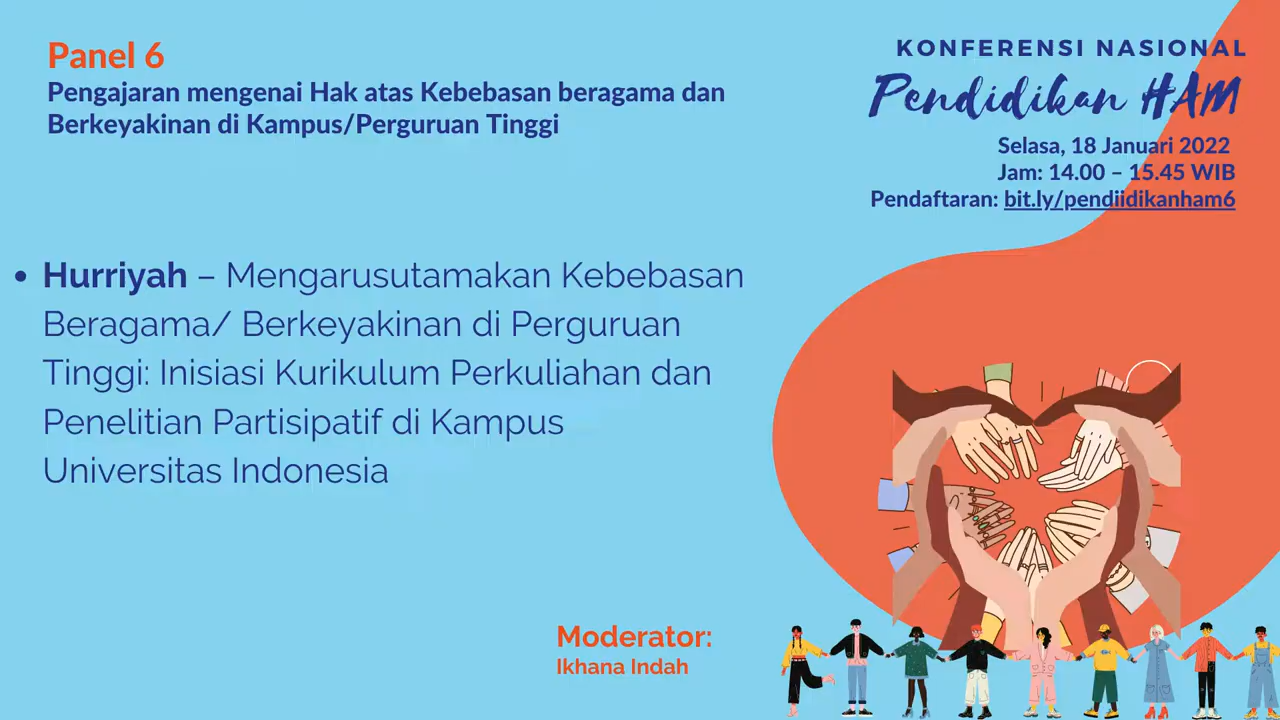 Panel 6
Pengajaran mengenai Hak atas Kebebasan beragama dan
Berkeyakinan di Kampus/Perguruan Tinggi
KONFERENSI NASIONAL
Pendidikan HAM
Selasa, 18 Januari 2022
Jam: 14.00 – 15.45 WIB
Pendaftaran: bit.ly/pendiidikanham6
• Hurriyah – Mengarusutamakan Kebebasan
Beragama/ Berkeyakinan di Perguruan
Tinggi: Inisiasi Kurikulum Perkuliahan dan
Penelitian Partisipatif di Kampus
Universitas Indonesia
Moderator:
Ikhana Indah